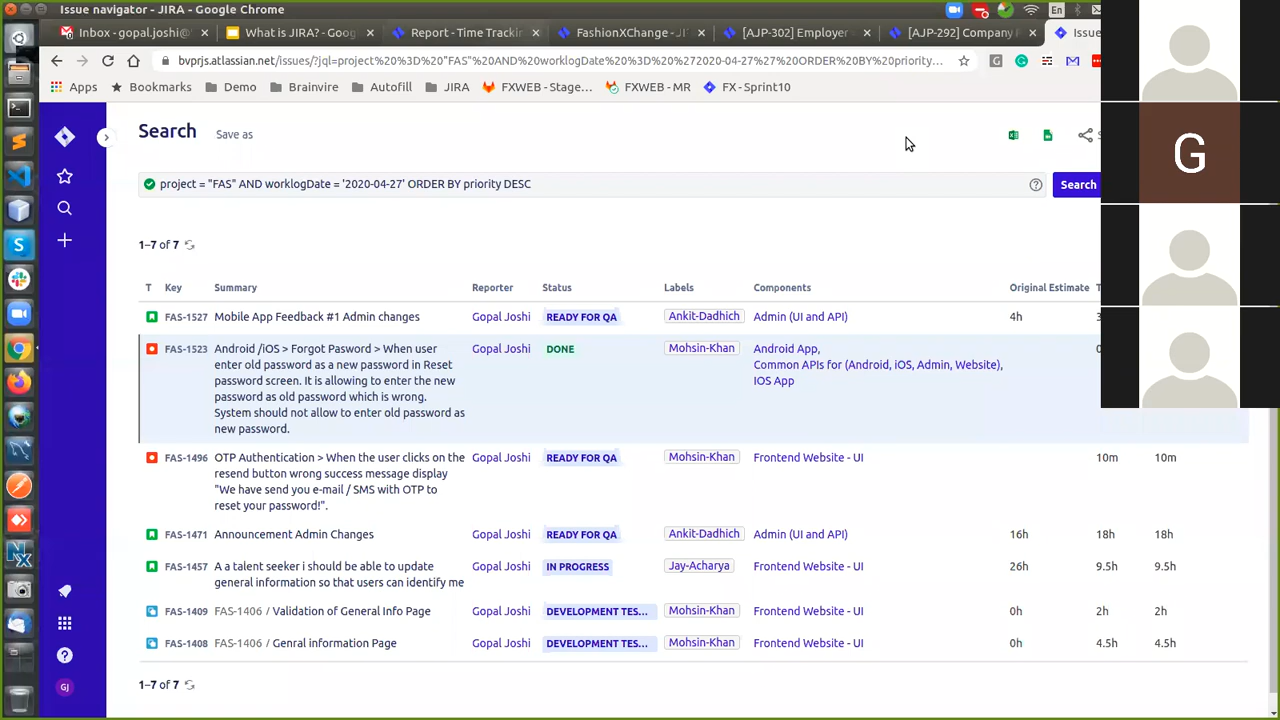 Issue navigator - JIRA - Google Chrome
En
Inbox - gopal.joshi@
What is JIRA? - Goog
Report - Time Trackin
FashionXChange - JIT
[AJP-302] Employer
[AJP-292] Company P
Issue
bvprjs.atlassian.net/issues/?jql=project%20%3D%20"FAS"%20AND%20worklogDate%20%3D%20%272020-04-27%27%20ORDER%20BY%20priority...
Apps
Bookmarks
Demo
Brainvire
Autofill
JIRA
FXWEB - Stage...
FXWEB - MR
FX - Sprint10
Search
Save as
project = "FAS" AND worklogDate = '2020-04-27' ORDER BY priority DESC
Search
1–7 of 7
T Key Summary Reporter Status Labels Components Original Estimate
FAS-1527 Mobile App Feedback #1 Admin changes Gopal Joshi READY FOR QA Ankit-Dadhich Admin (UI and API) 4h
FAS-1523 Android /iOS > Forgot Pasword > When user Gopal Joshi DONE Mohsin-Khan Android App,
enter old password as a new password in Reset Common APIs for (Android, iOS, Admin, Website),
password screen. It is allowing to enter the new IOS App
password as old password which is wrong.
System should not allow to enter old password as
new password.
FAS-1496 OTP Authentication > When the user clicks on the Gopal Joshi READY FOR QA Mohsin-Khan Frontend Website - UI 10m 10m
resend button wrong success message display
"We have send you e-mail / SMS with OTP to
reset your password!".
FAS-1471 Announcement Admin Changes Gopal Joshi READY FOR QA Ankit-Dadhich Admin (UI and API) 16h 18h 18h
FAS-1457 A a talent seeker i should be able to update Gopal Joshi IN PROGRESS Jay-Acharya Frontend Website - UI 26h 9.5h 9.5h
general information so that users can identify me
FAS-1409 FAS-1406 / Validation of General Info Page Gopal Joshi DEVELOPMENT TES... Mohsin-Khan Frontend Website - UI 0h 2h 2h
FAS-1408 FAS-1406 / Genral information Page Gopal Joshi DEVELOPMENT TES... Mohsin-Khan Frontend Website - UI 0h 4.5h 4.5h
1–7 of 7
GJ
G